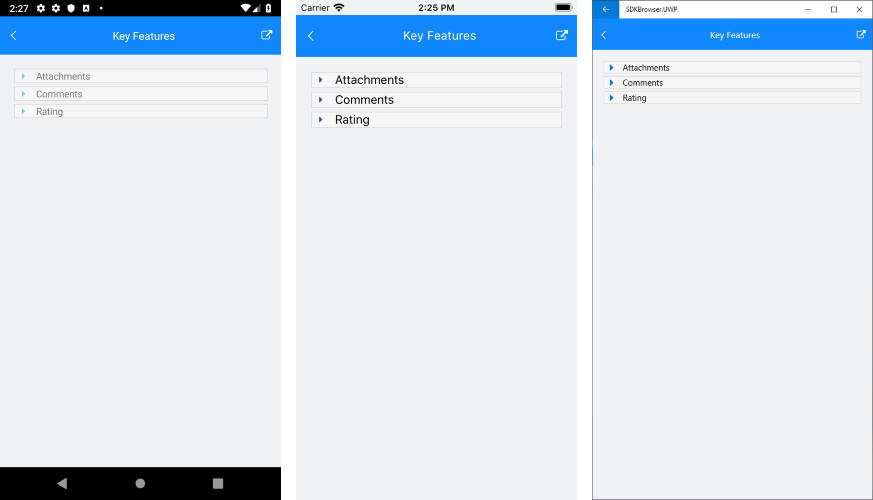 2:27
Key Features
Attachments
Comments
Rating
Carrier 2:25 PM
Key Features
Attachments
Comments
Rating
SDKBrowser.UWP
Key Features
Attachments
Comments
Rating